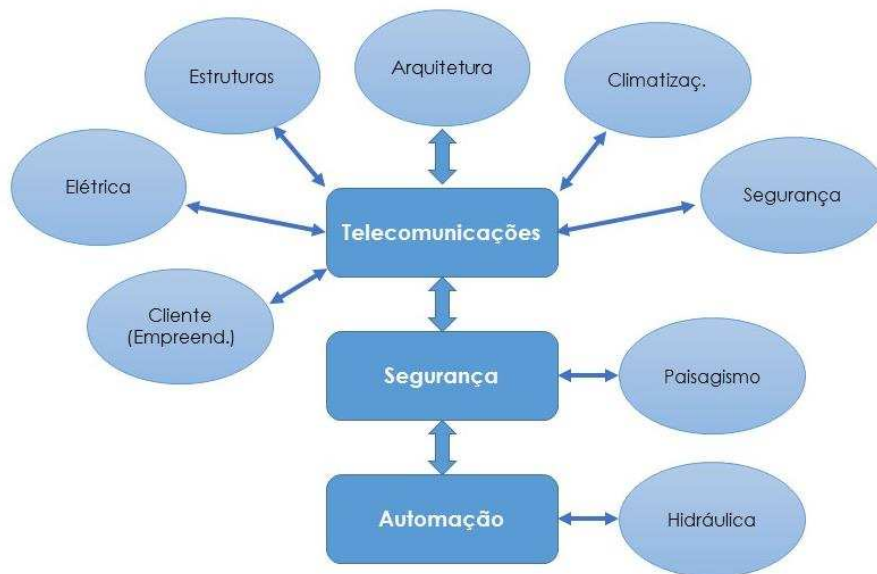 Arquitetura
Estruturas
Climatizaç.
Elétrica
Segurança
Telecomunicações
Cliente
(Empreend.)
Segurança
Paisagismo
Automação
Hidráulica